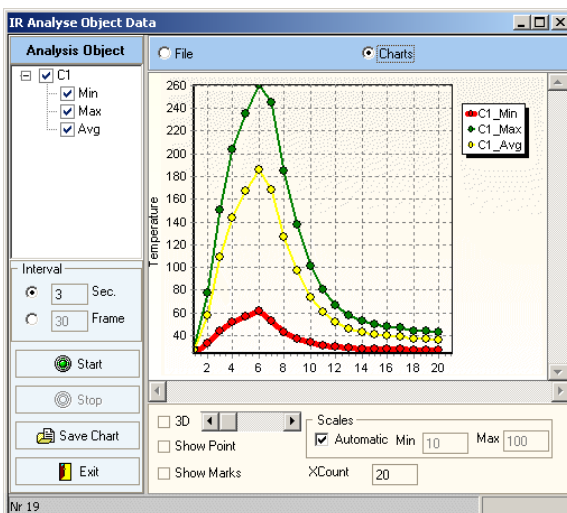 IR Analyse Object Data
Analysis Object
File
Charts
C1
Min
Max
Avg
260
240
220
200
180
160
140
120
100
80
60
40
Temperature
2 4 6 8 10 12 14 16 18 20
C1_Min
C1_Max
C1_Avg
Interval
3 Sec.
30 Frame
Start
Stop
Save Chart
Exit
3D
Show Point
Show Marks
Scales
Automatic Min 10 Max 100
XCount 20
Nr 19